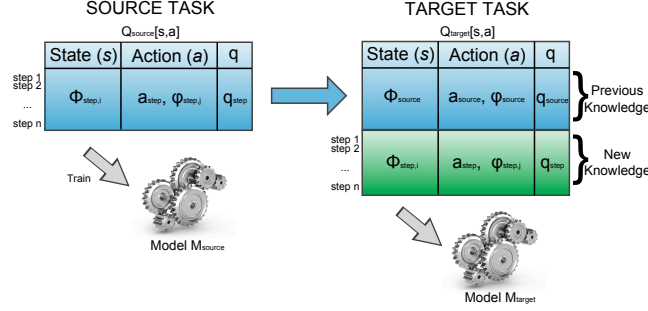 SOURCE TASK
Qsource[s,a]
State (s) Action (a) q
step 1
step 2
...
step n
Φstep,i astep, φstep,j qstep
Train
Model Msource
TARGET TASK
Qtarget[s,a]
State (s) Action (a) q
Φsource asource, φsource qsource
Previous
Knowledge
step 1
step 2
...
step n
Φstep,i astep, φstep,j qstep
New
Knowledge
Model Mtarget